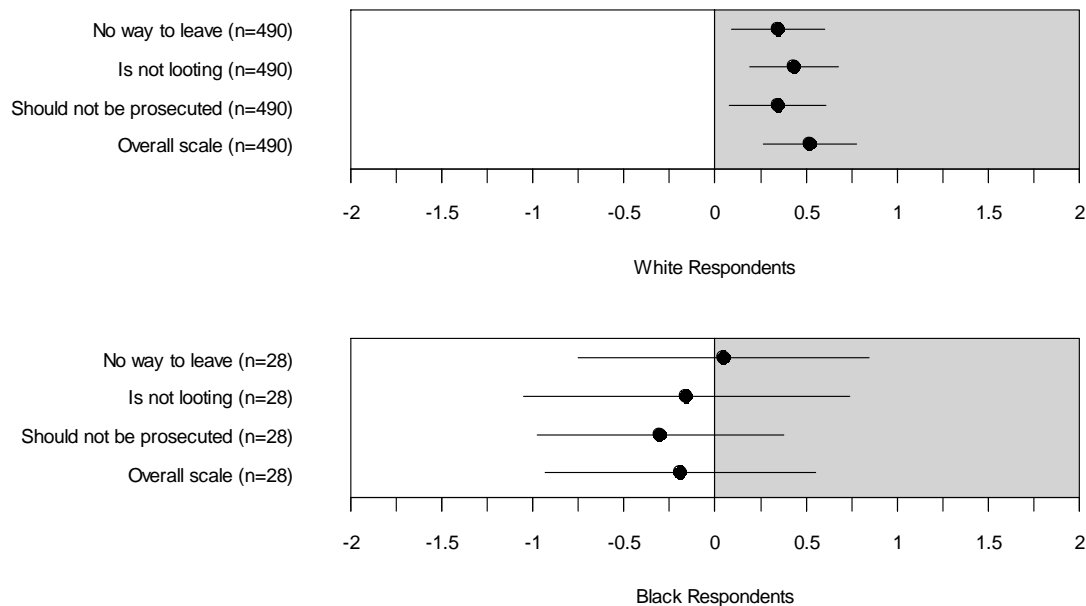 No way to leave (n=490)
Is not looting (n=490)
Should not be prosecuted (n=490)
Overall scale (n=490)
-2 -1.5 -1 -0.5 0 0.5 1 1.5 2
White Respondents
No way to leave (n=28)
Is not looting (n=28)
Should not be prosecuted (n=28)
Overall scale (n=28)
-2 -1.5 -1 -0.5 0 0.5 1 1.5 2
Black Respondents